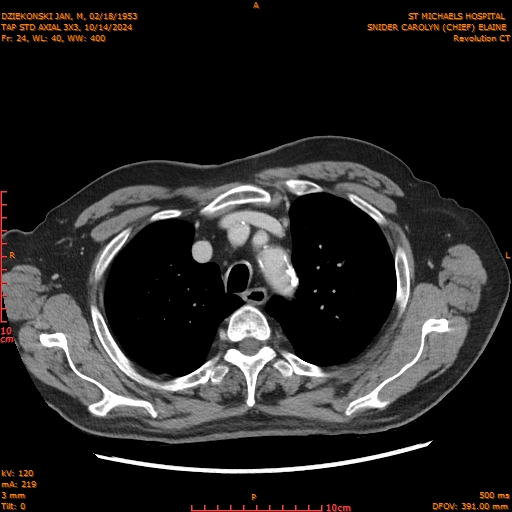 DZIEKONSKI JAN, M, 02/18/1953
TAP STD AXIAL 3X3, 10/14/2024
Fr: 24, WL: 40, WW: 400
A
ST MICHAELS HOSPITAL
SNIDER CAROLYN (CHIEF) ELAINE
Revolution CT
R
L
10
cm
kV: 120
mA: 219
3 mm
Tilt: 0
P
10cm
500 ms
DFOV: 391.00 mm